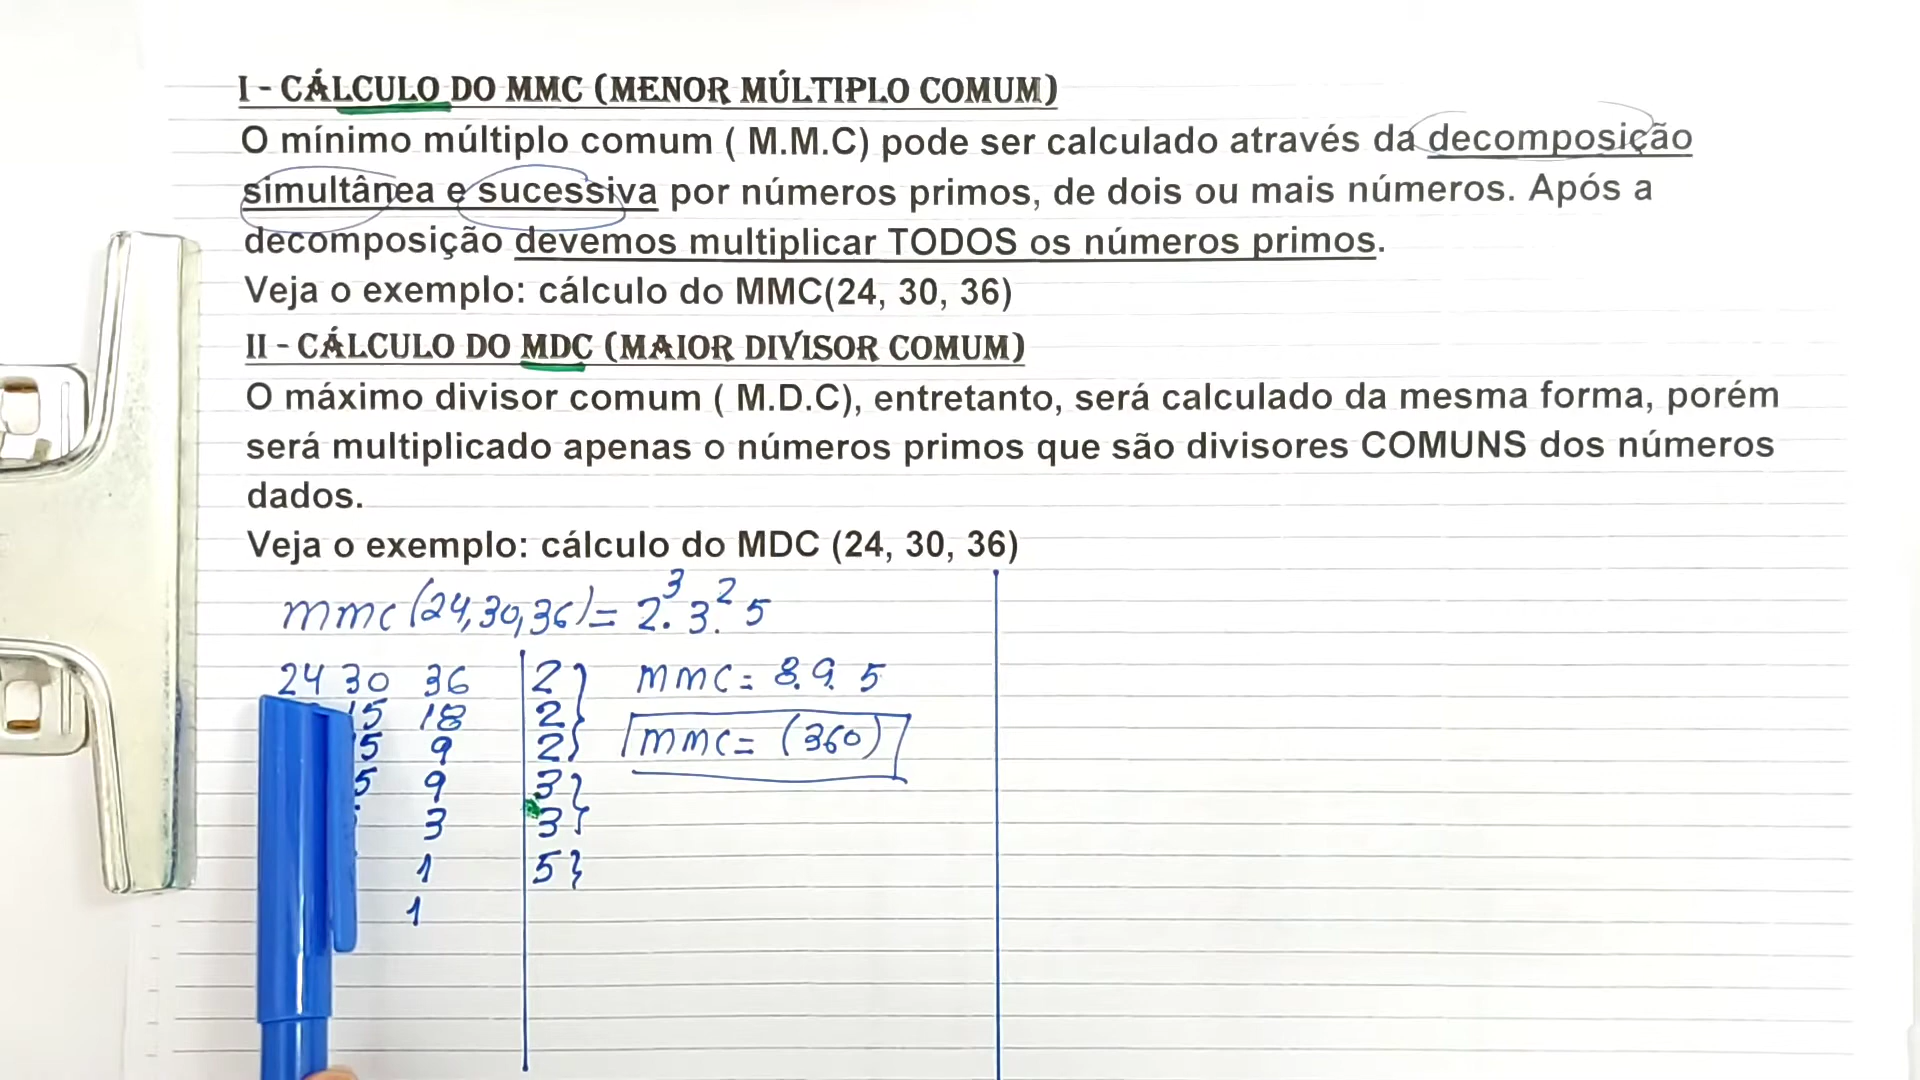 I - CÁLCULO DO MMC (MENOR MÚLTIPLO COMUM)
O mínimo múltiplo comum ( M.M.C) pode ser calculado através da decomposição
simultânea e sucessiva por números primos, de dois ou mais números. Após a
decomposição devemos multiplicar TODOS os números primos.
Veja o exemplo: cálculo do MMC(24, 30, 36)
II - CÁLCULO DO MDC (MAIOR DIVISOR COMUM)
O máximo divisor comum ( M.D.C), entretanto, será calculado da mesma forma, porém
será multiplicado apenas o números primos que são divisores COMUNS dos números
dados.
Veja o exemplo: cálculo do MDC (24, 30, 36)
mmc (24,30,36) = 2³. 3². 5
24 30 36 | 2 } mmc = 8. 9. 5
15 18 | 2
15 9 | 2 } mmc = (360)
5 9 | 3 }
3 | 3 }
1 | 5 }
1